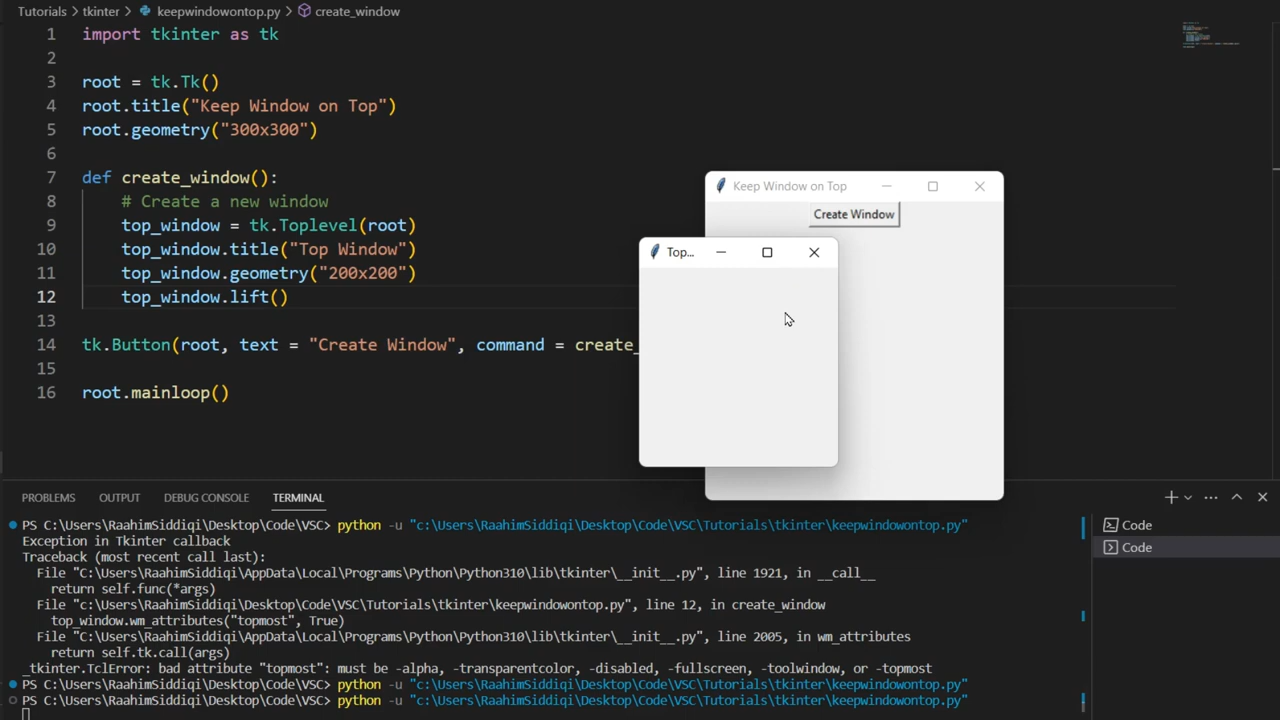 Tutorials > tkinter > keepwindowontop.py > create_window
1 import tkinter as tk
2
3 root = tk.Tk()
4 root.title("Keep Window on Top")
5 root.geometry("300x300")
6
7 def create_window():
8 # Create a new window
9 top_window = tk.Toplevel(root)
10 top_window.title("Top Window")
11 top_window.geometry("200x200")
12 top_window.lift()
13
14 tk.Button(root, text = "Create Window", command = create_
15
16 root.mainloop()
Keep Window on Top
Create Window
Top...
PROBLEMS OUTPUT DEBUG CONSOLE TERMINAL
PS C:\Users\RaahimSiddiqi\Desktop\Code\VSC> python -u "c:\Users\RaahimSiddiqi\Desktop\Code\VSC\Tutorials\tkinter\keepwindowontop.py"
Exception in Tkinter callback
Traceback (most recent call last):
File "C:\Users\RaahimSiddiqi\AppData\Local\Programs\Python\Python310\lib\tkinter\__init__.py", line 1921, in __call__
return self.func(*args)
File "c:\Users\RaahimSiddiqi\Desktop\Code\VSC\Tutorials\tkinter\keepwindowontop.py", line 12, in create_window
top_window.wm_attributes("topmost", True)
File "C:\Users\RaahimSiddiqi\AppData\Local\Programs\Python\Python310\lib\tkinter\__init__.py", line 2005, in wm_attributes
return self.tk.call(args)
_tkinter.TclError: bad attribute "topmost": must be -alpha, -transparentcolor, -disabled, -fullscreen, -toolwindow, or -topmost
PS C:\Users\RaahimSiddiqi\Desktop\Code\VSC> python -u "c:\Users\RaahimSiddiqi\Desktop\Code\VSC\Tutorials\tkinter\keepwindowontop.py"
PS C:\Users\RaahimSiddiqi\Desktop\Code\VSC> python -u "c:\Users\RaahimSiddiqi\Desktop\Code\VSC\Tutorials\tkinter\keepwindowontop.py"
Code
Code